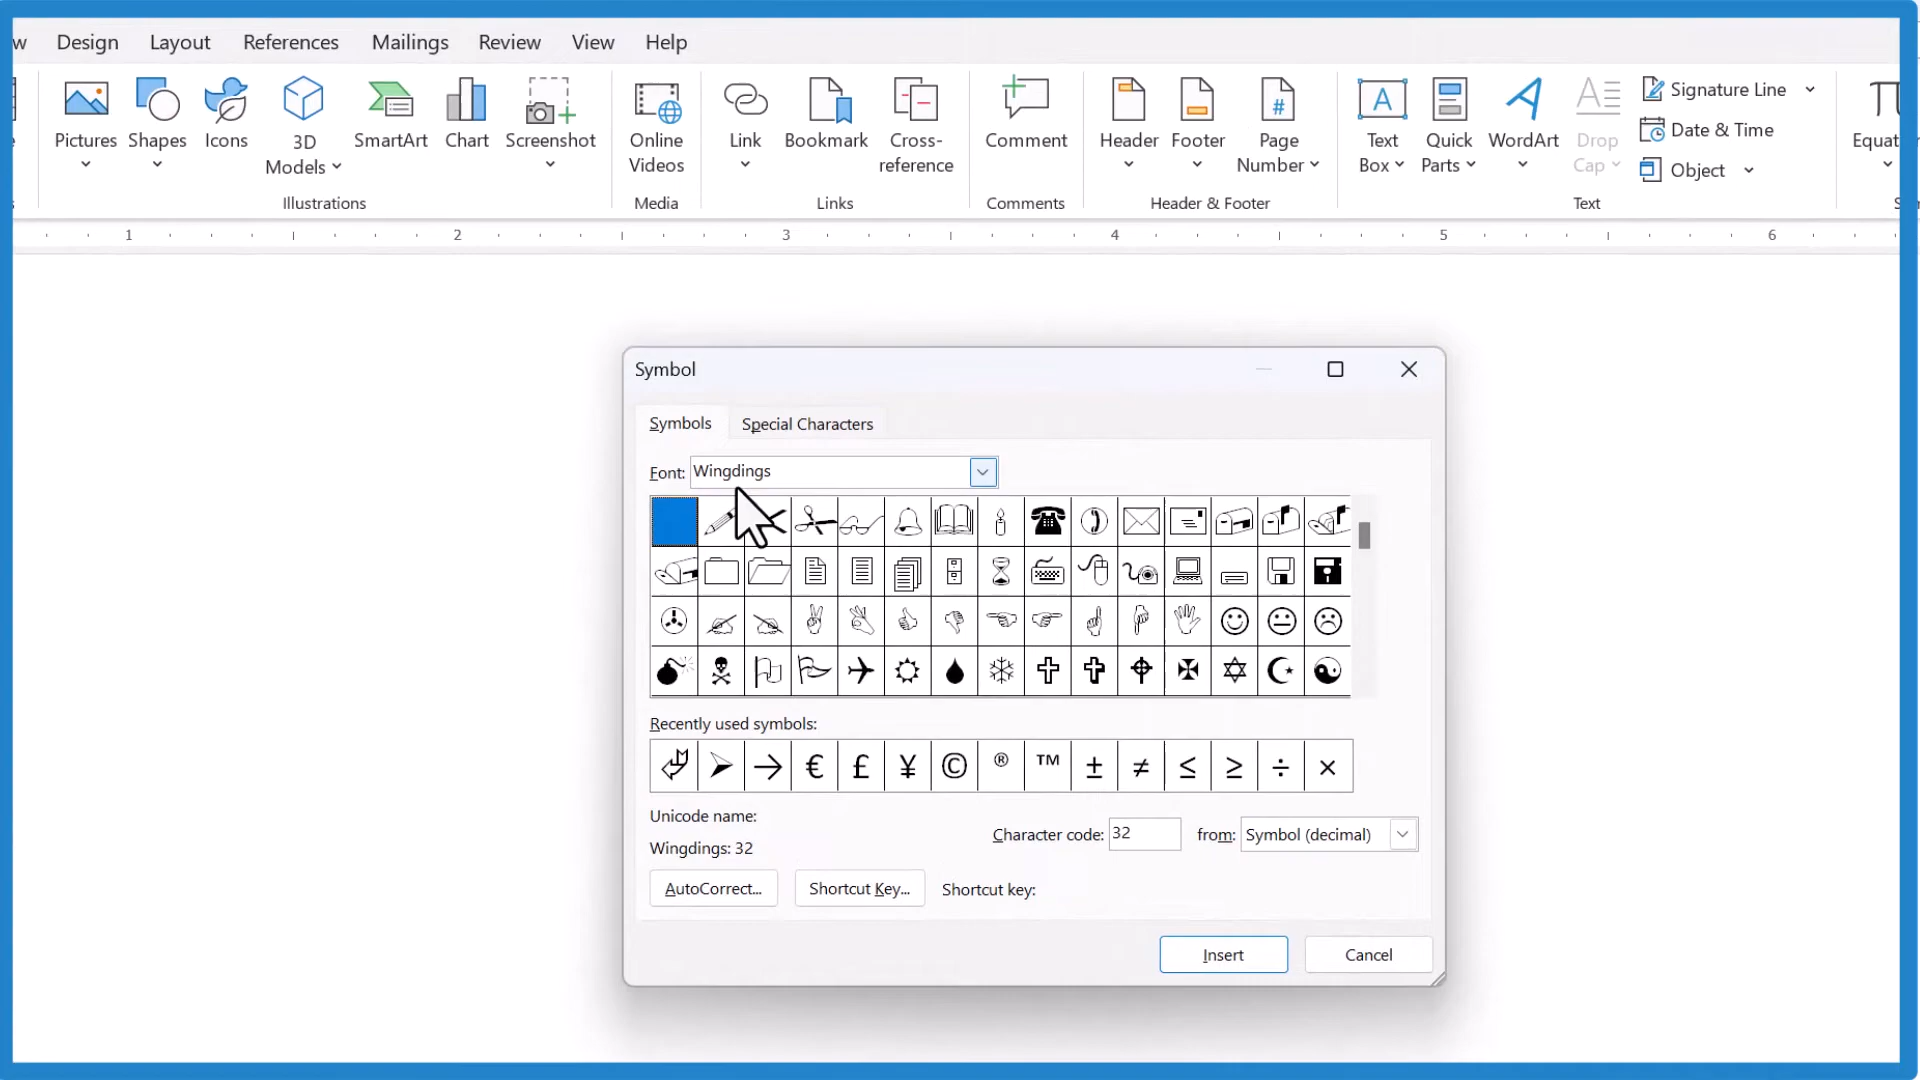 w Design Layout References Mailings Review View Help
Pictures Shapes Icons 3D Models SmartArt Chart Screenshot Online Videos Link Bookmark Cross-reference Comment Header Footer Page Number Text Box Quick Parts WordArt Drop Cap
Signature Line
Date & Time
Object
Illustrations Media Links Comments Header & Footer Text
1 2 3 4 5 6
Symbol
Symbols Special Characters
Font: Wingdings
Recently used symbols:
→ € £ ¥ © ® ™ ± ≠ ≤ ≥ ÷ ×
Unicode name:
Wingdings: 32
Character code: 32 from: Symbol (decimal)
AutoCorrect... Shortcut Key... Shortcut key:
Insert Cancel